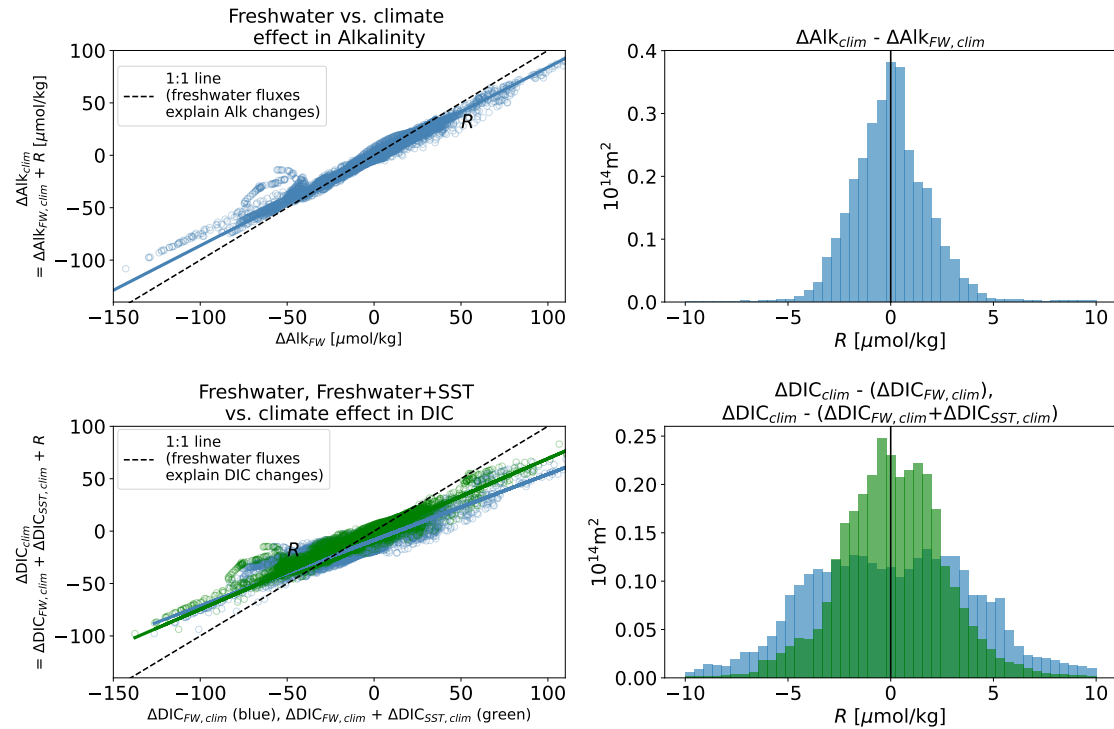 Freshwater vs. climate
effect in Alkalinity
100
50
0
−50
−100
ΔAlk_clim
= ΔAlk_FW, clim + R [μmol/kg]
1:1 line
(freshwater fluxes
explain Alk changes)
R
−150
−100
−50
0
50
100
ΔAlk_FW [μmol/kg]
ΔAlk_clim - ΔAlk_FW, clim
0.4
0.3
0.2
0.1
0.0
10^14m^2
−10
−5
0
5
10
R [μmol/kg]
Freshwater, Freshwater+SST
vs. climate effect in DIC
100
50
0
−50
−100
ΔDIC_clim
= ΔDIC_FW, clim + ΔDIC_SST, clim + R
1:1 line
(freshwater fluxes
explain DIC changes)
R
−150
−100
−50
0
50
100
ΔDIC_FW, clim (blue), ΔDIC_FW, clim + ΔDIC_SST, clim (green)
ΔDIC_clim - (ΔDIC_FW, clim),
ΔDIC_clim - (ΔDIC_FW, clim+ΔDIC_SST, clim)
0.25
0.20
0.15
0.10
0.05
0.00
10^14m^2
−10
−5
0
5
10
R [μmol/kg]